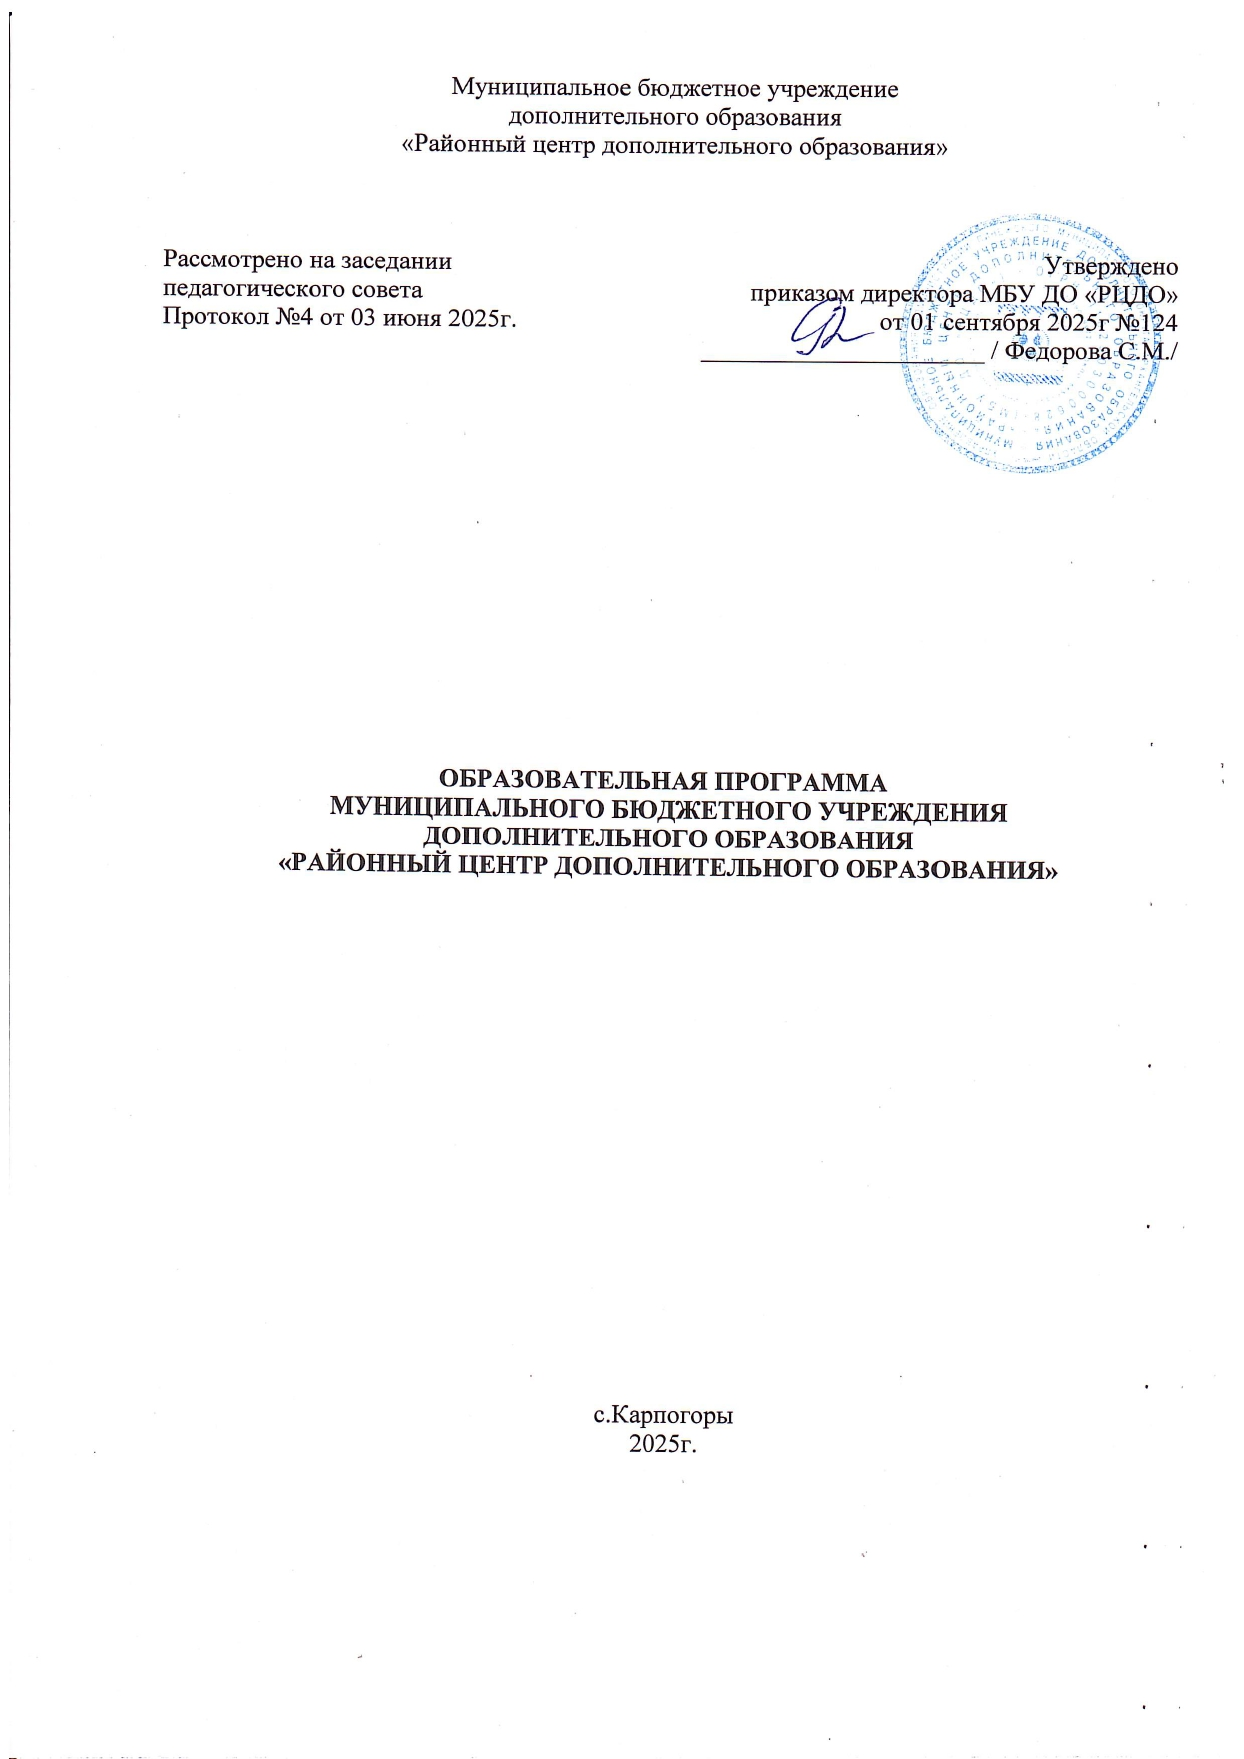 Муниципальное бюджетное учреждение
дополнительного образования
«Районный центр дополнительного образования»
Рассмотрено на заседании
педагогического совета
Протокол №4 от 03 июня 2025г.
Утверждено
приказом директора МБУ ДО «РЦДО»
от 01 сентября 2025г №124
/ Федорова С.М./
ОБРАЗОВАТЕЛЬНАЯ ПРОГРАММА
МУНИЦИПАЛЬНОГО БЮДЖЕТНОГО УЧРЕЖДЕНИЯ
ДОПОЛНИТЕЛЬНОГО ОБРАЗОВАНИЯ
«РАЙОННЫЙ ЦЕНТР ДОПОЛНИТЕЛЬНОГО ОБРАЗОВАНИЯ»
с.Карпогоры
2025г.